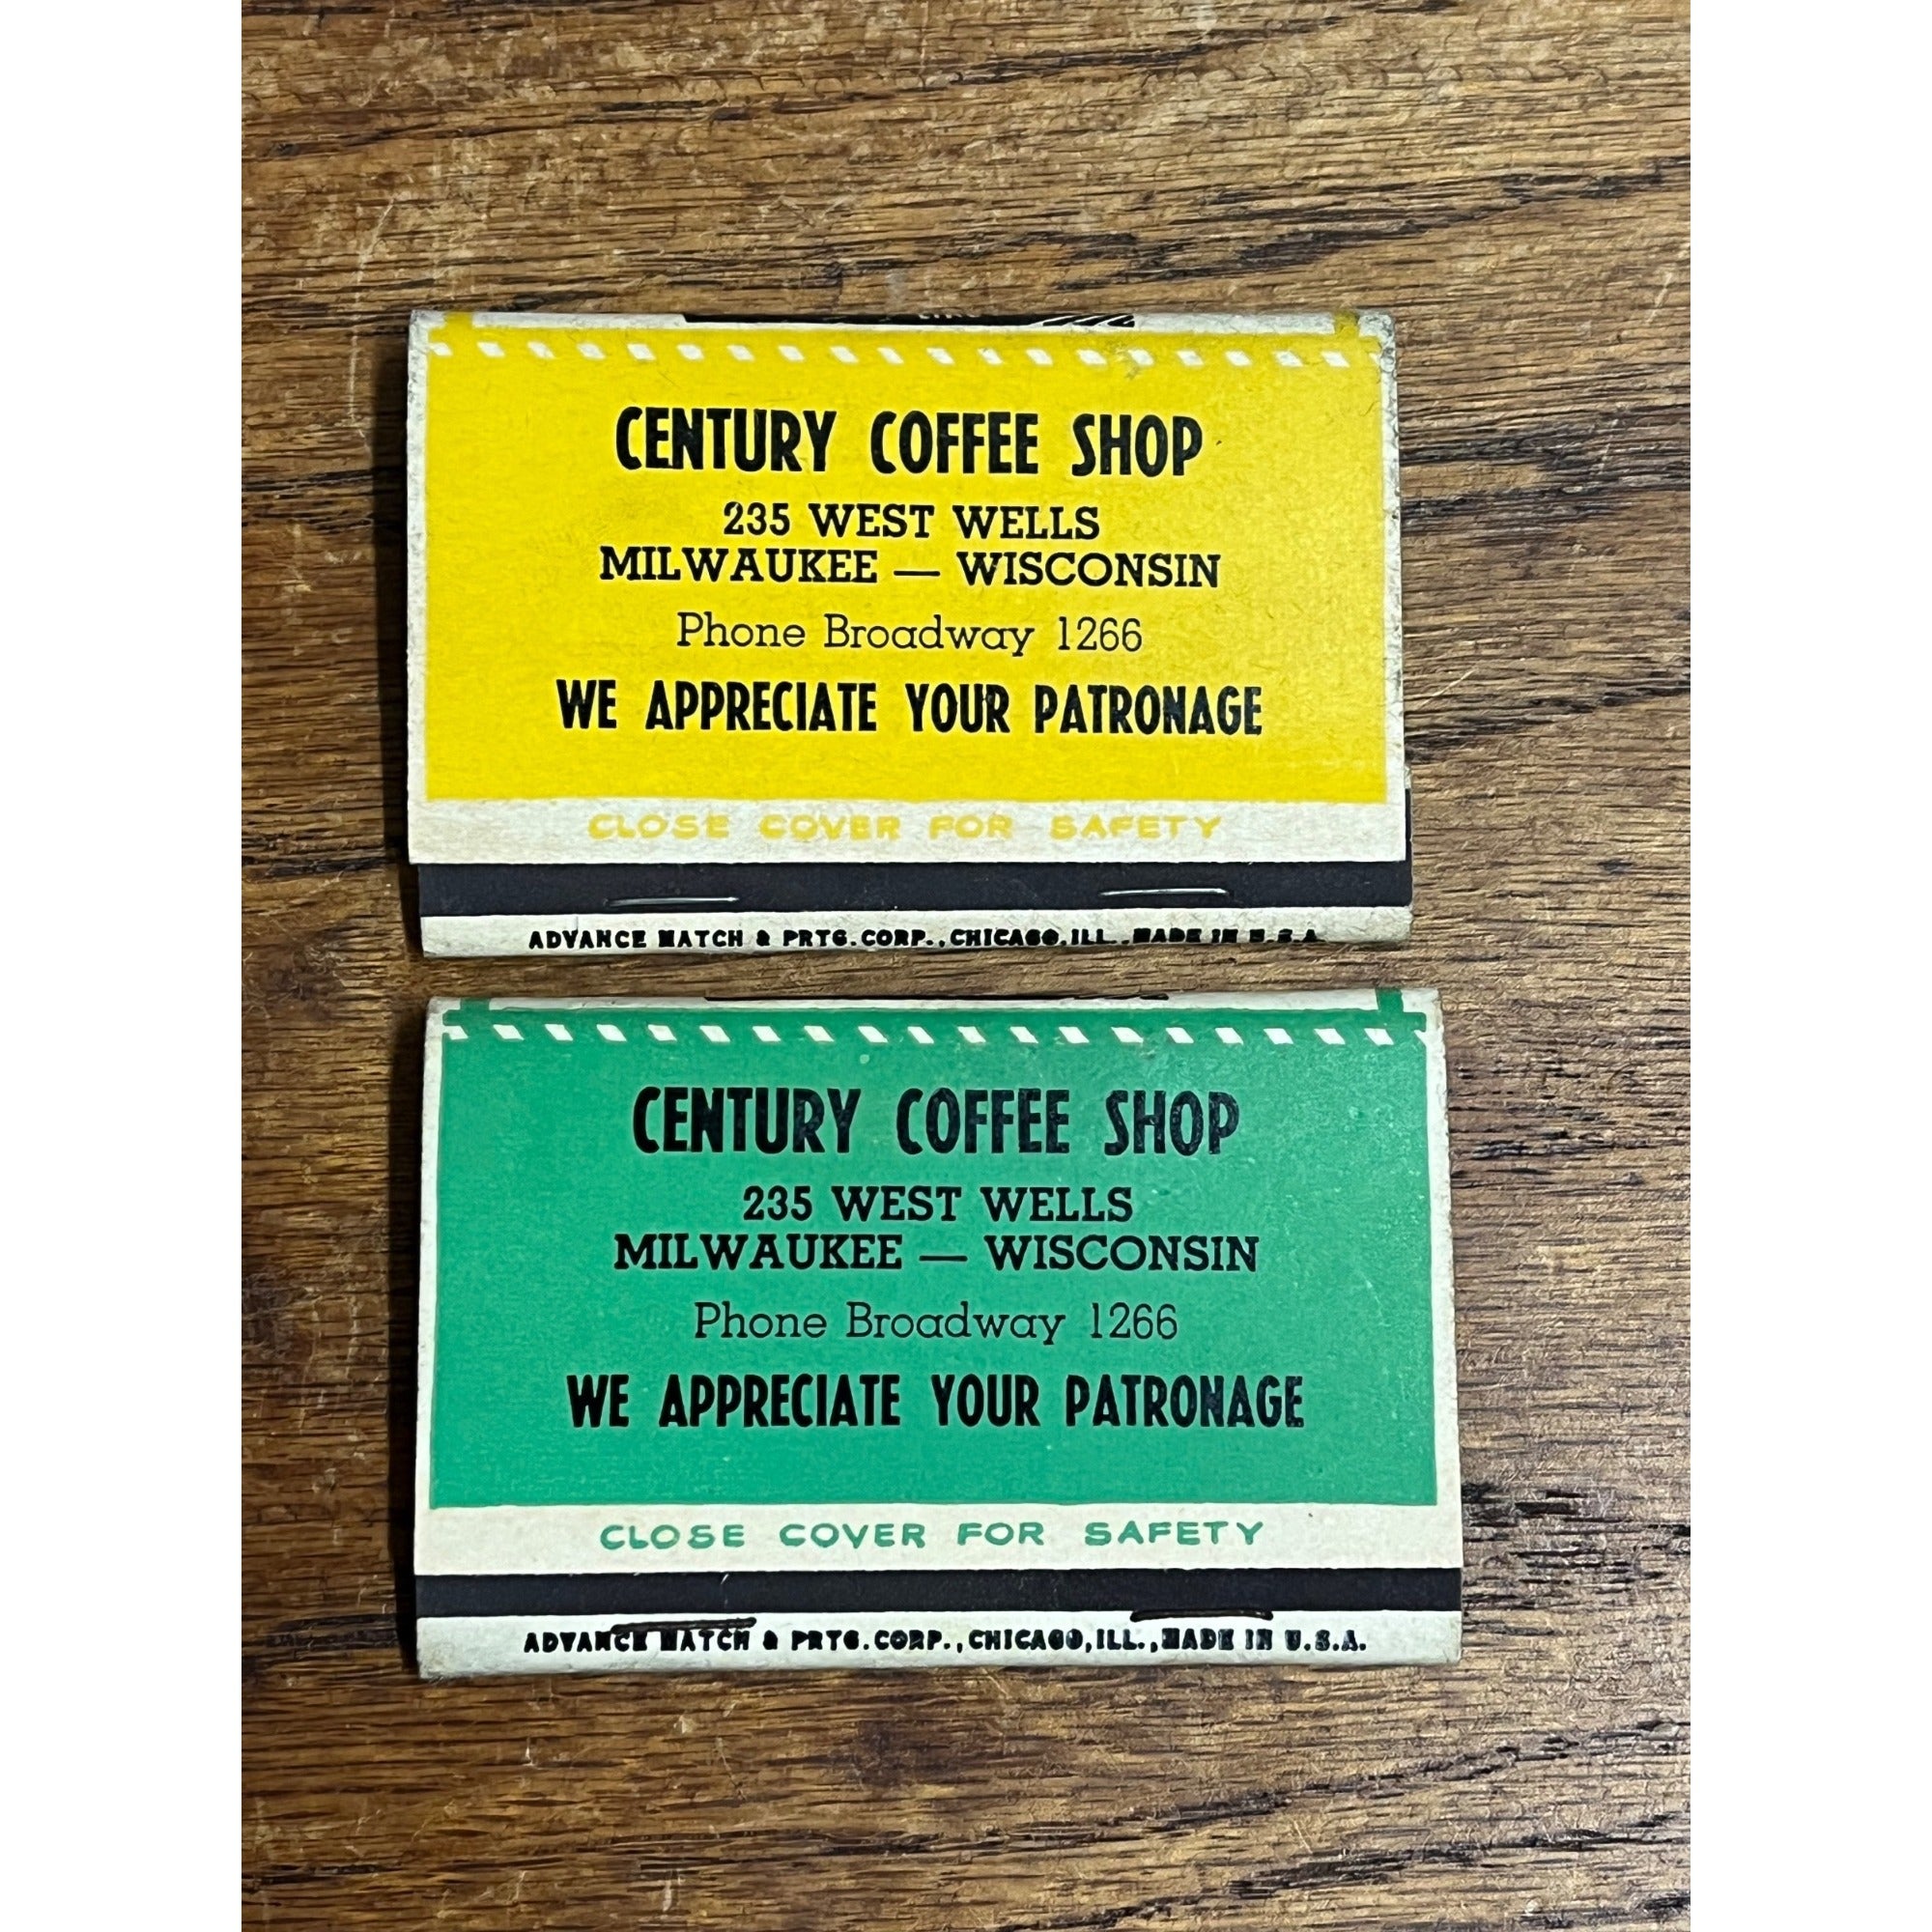 CENTURY COFFEE SHOP
235 WEST WELLS
MILWAUKEE — WISCONSIN
Phone Broadway 1266
WE APPRECIATE YOUR PATRONAGE
CLOSE COVER FOR SAFETY
ADVANCE MATCH & PRTG. CORP., CHICAGO, ILL., MADE IN U.S.A.
CENTURY COFFEE SHOP
235 WEST WELLS
MILWAUKEE — WISCONSIN
Phone Broadway 1266
WE APPRECIATE YOUR PATRONAGE
CLOSE COVER FOR SAFETY
ADVANCE MATCH & PRTG. CORP., CHICAGO, ILL., MADE IN U.S.A.